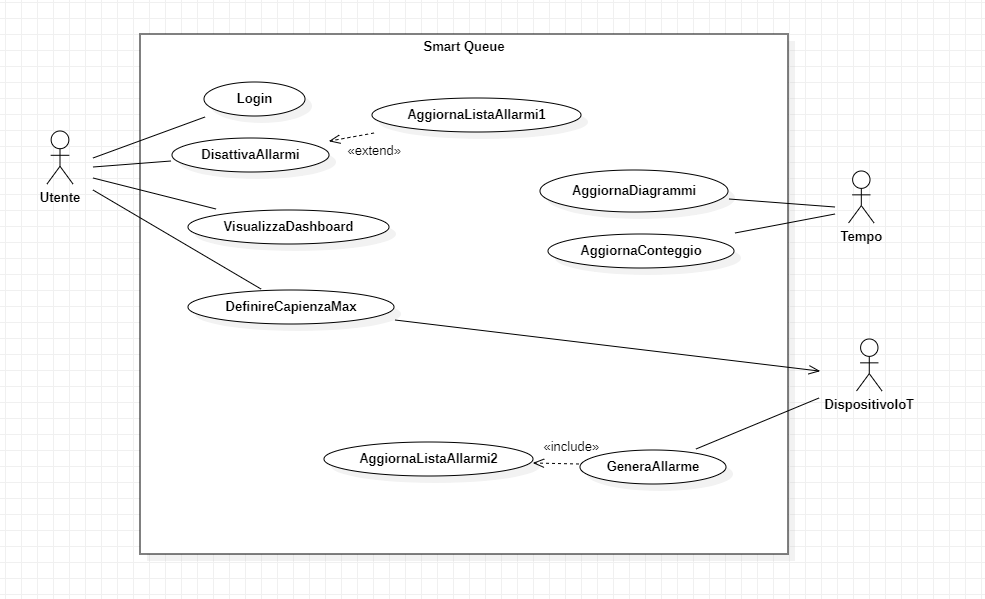 Smart Queue
Login
AggiornaListaAllarmi1
«extend»
DisattivaAllarmi
Utente
AggiornaDiagrammi
Tempo
VisualizzaDashboard
AggiornaConteggio
DefinireCapienzaMax
DispositivoIoT
«include»
AggiornaListaAllarmi2
GeneraAllarme